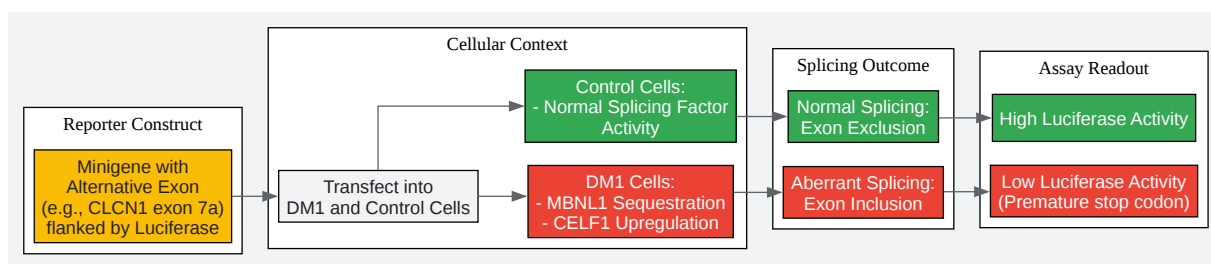 Reporter Construct
Minigene with
Alternative Exon
(e.g., CLCN1 exon 7a)
flanked by Luciferase
Cellular Context
Transfect into
DM1 and Control Cells
Control Cells:
- Normal Splicing Factor
Activity
DM1 Cells:
- MBNL1 Sequestration
- CELF1 Upregulation
Splicing Outcome
Normal Splicing:
Exon Exclusion
Aberrant Splicing:
Exon Inclusion
Assay Readout
High Luciferase Activity
Low Luciferase Activity
(Premature stop codon)